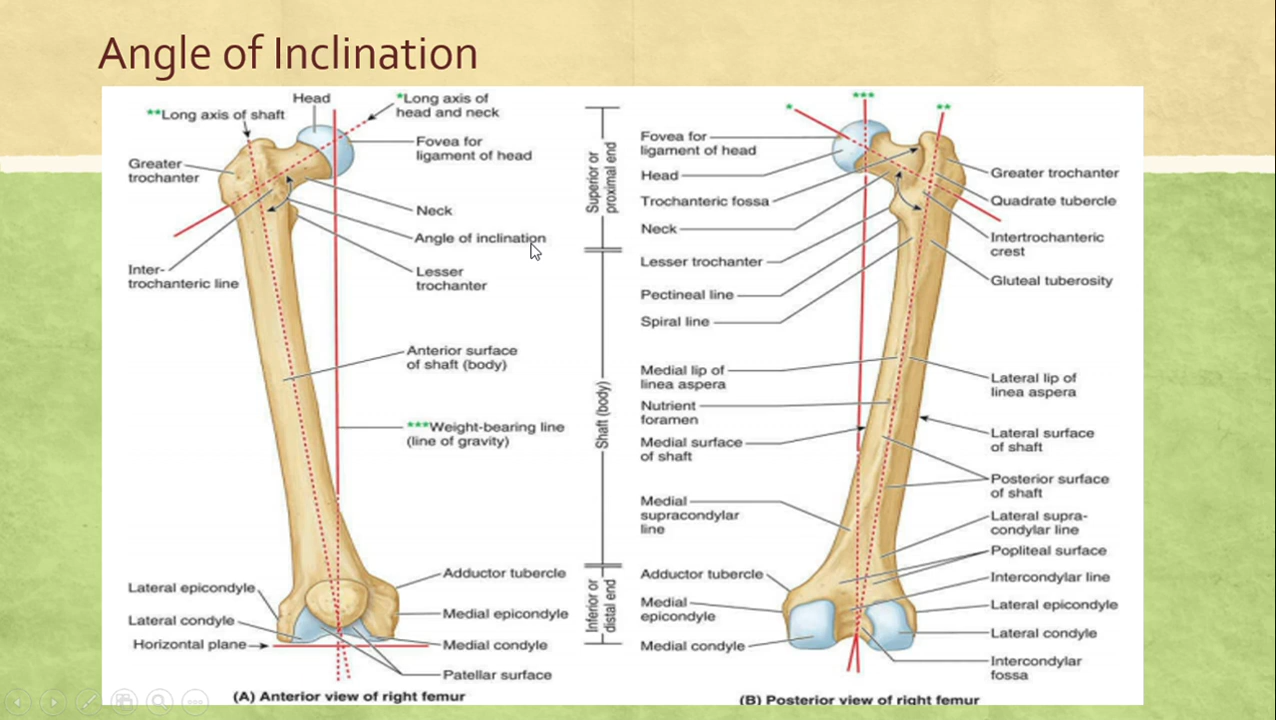 Angle of Inclination
Head
*Long axis of
head and neck
**Long axis of shaft
Fovea for
ligament of head
Greater
trochanter
Neck
Angle of inclination
Inter-
trochanteric line
Lesser
trochanter
Anterior surface
of shaft (body)
***Weight-bearing line
(line of gravity)
Adductor tubercle
Lateral epicondyle
Medial epicondyle
Lateral condyle
Horizontal plane
Medial condyle
Patellar surface
(A) Anterior view of right femur
Superior or
proximal end
Shaft (body)
Inferior or
distal end
*
***
**
Fovea for
ligament of head
Head
Trochanteric fossa
Neck
Lesser trochanter
Pectineal line
Spiral line
Medial lip of
linea aspera
Nutrient
foramen
Medial surface
of shaft
Medial
supracondylar
line
Adductor tubercle
Medial
epicondyle
Medial condyle
Greater trochanter
Quadrate tubercle
Intertrochanteric
crest
Gluteal tuberosity
Lateral lip of
linea aspera
Lateral surface
of shaft
Posterior surface
of shaft
Lateral supra-
condylar line
Popliteal surface
Intercondylar line
Lateral epicondyle
Lateral condyle
Intercondylar
fossa
(B) Posterior view of right femur